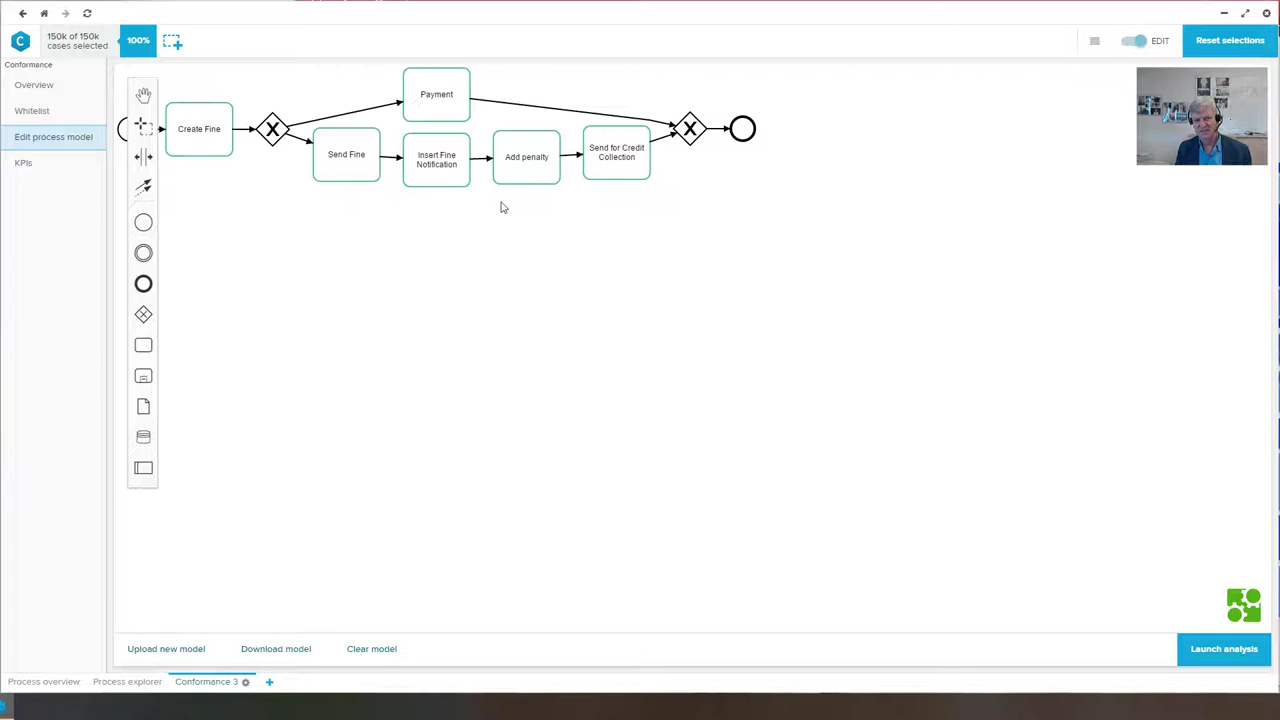 150k of 150k
cases selected
100%
EDIT
Reset selections
Conformance
Overview
Whitelist
Edit process model
KPIs
Create Fine
X
Payment
Send Fine
Insert Fine
Notification
Add penalty
Send for Credit
Collection
X
Upload new model
Download model
Clear model
Launch analysis
Process overview
Process explorer
Conformance 3